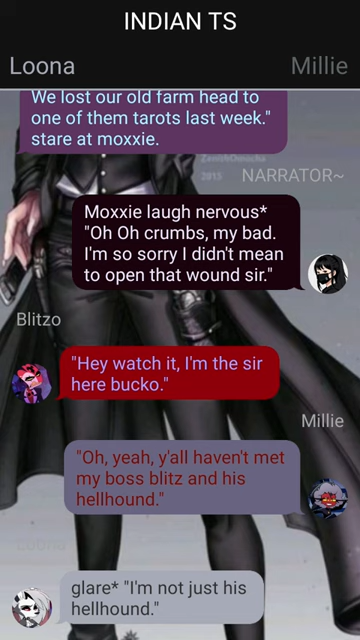 INDIAN TS
Loona
Millie
We lost our old farm head to
one of them tarots last week."
stare at moxxie.
2015
NARRATOR~
Moxxie laugh nervous*
"Oh Oh crumbs, my bad.
I'm so sorry I didn't mean
to open that wound sir."
Blitzo
"Hey watch it, I'm the sir
here bucko."
Millie
"Oh, yeah, y'all haven't met
my boss blitz and his
hellhound."
Loona
glare* "I'm not just his
hellhound."